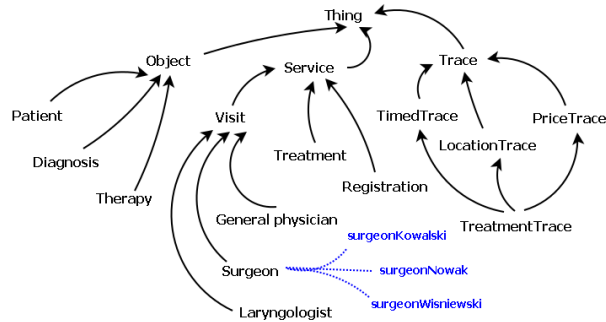 Thing
Object
Service
Trace
Patient
Visit
TimedTrace
PriceTrace
Diagnosis
Treatment
LocationTrace
Therapy
Registration
General physician
TreatmentTrace
surgeonKowalski
Surgeon
surgeonNowak
surgeonWisniewski
Laryngologist